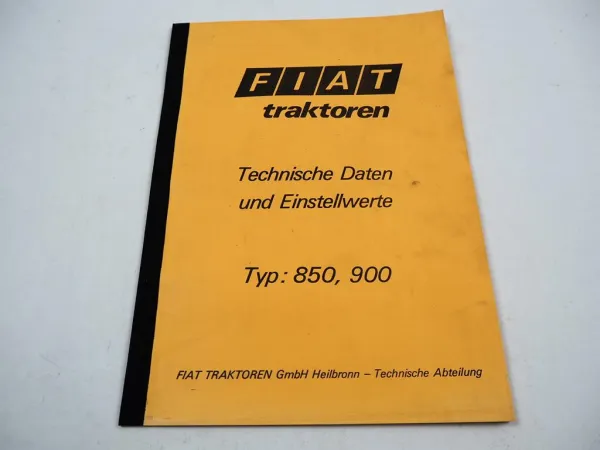 FIAT
traktoren
Technische Daten
und Einstellwerte
Typ: 850, 900
FIAT TRAKTOREN GmbH Heilbronn – Technische Abteilung